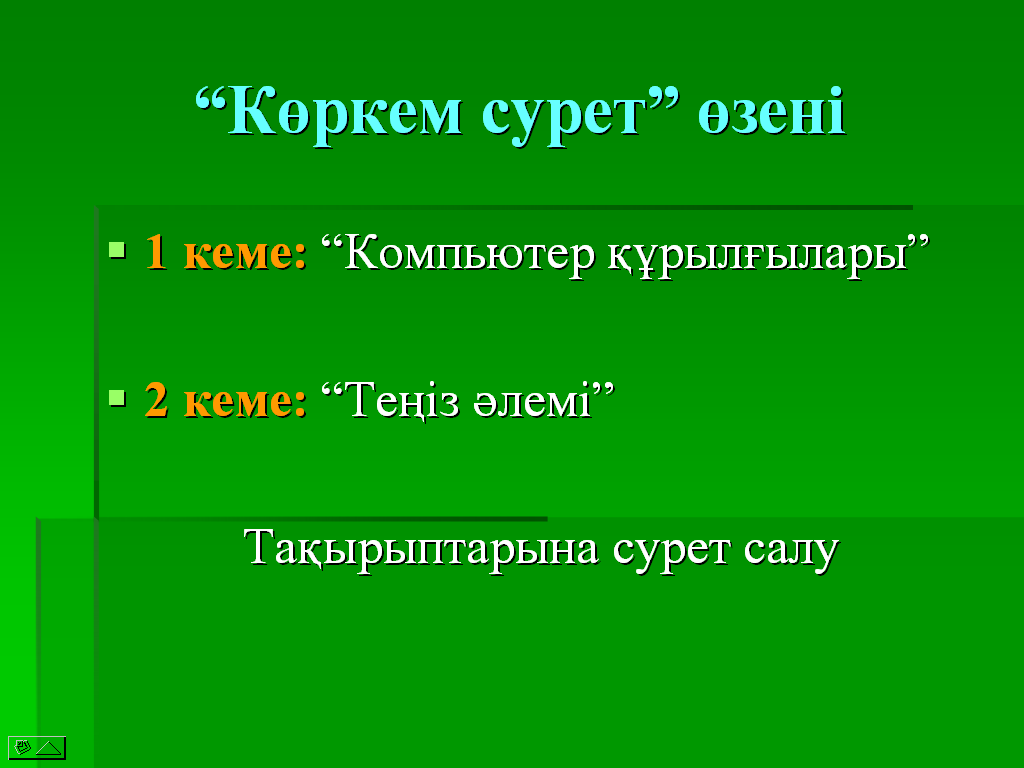 “Көркем сурет” өзені
1 кеме: “Компьютер құрылғылары”
2 кеме: “Теңіз әлемі”
Тақырыптарына сурет салу